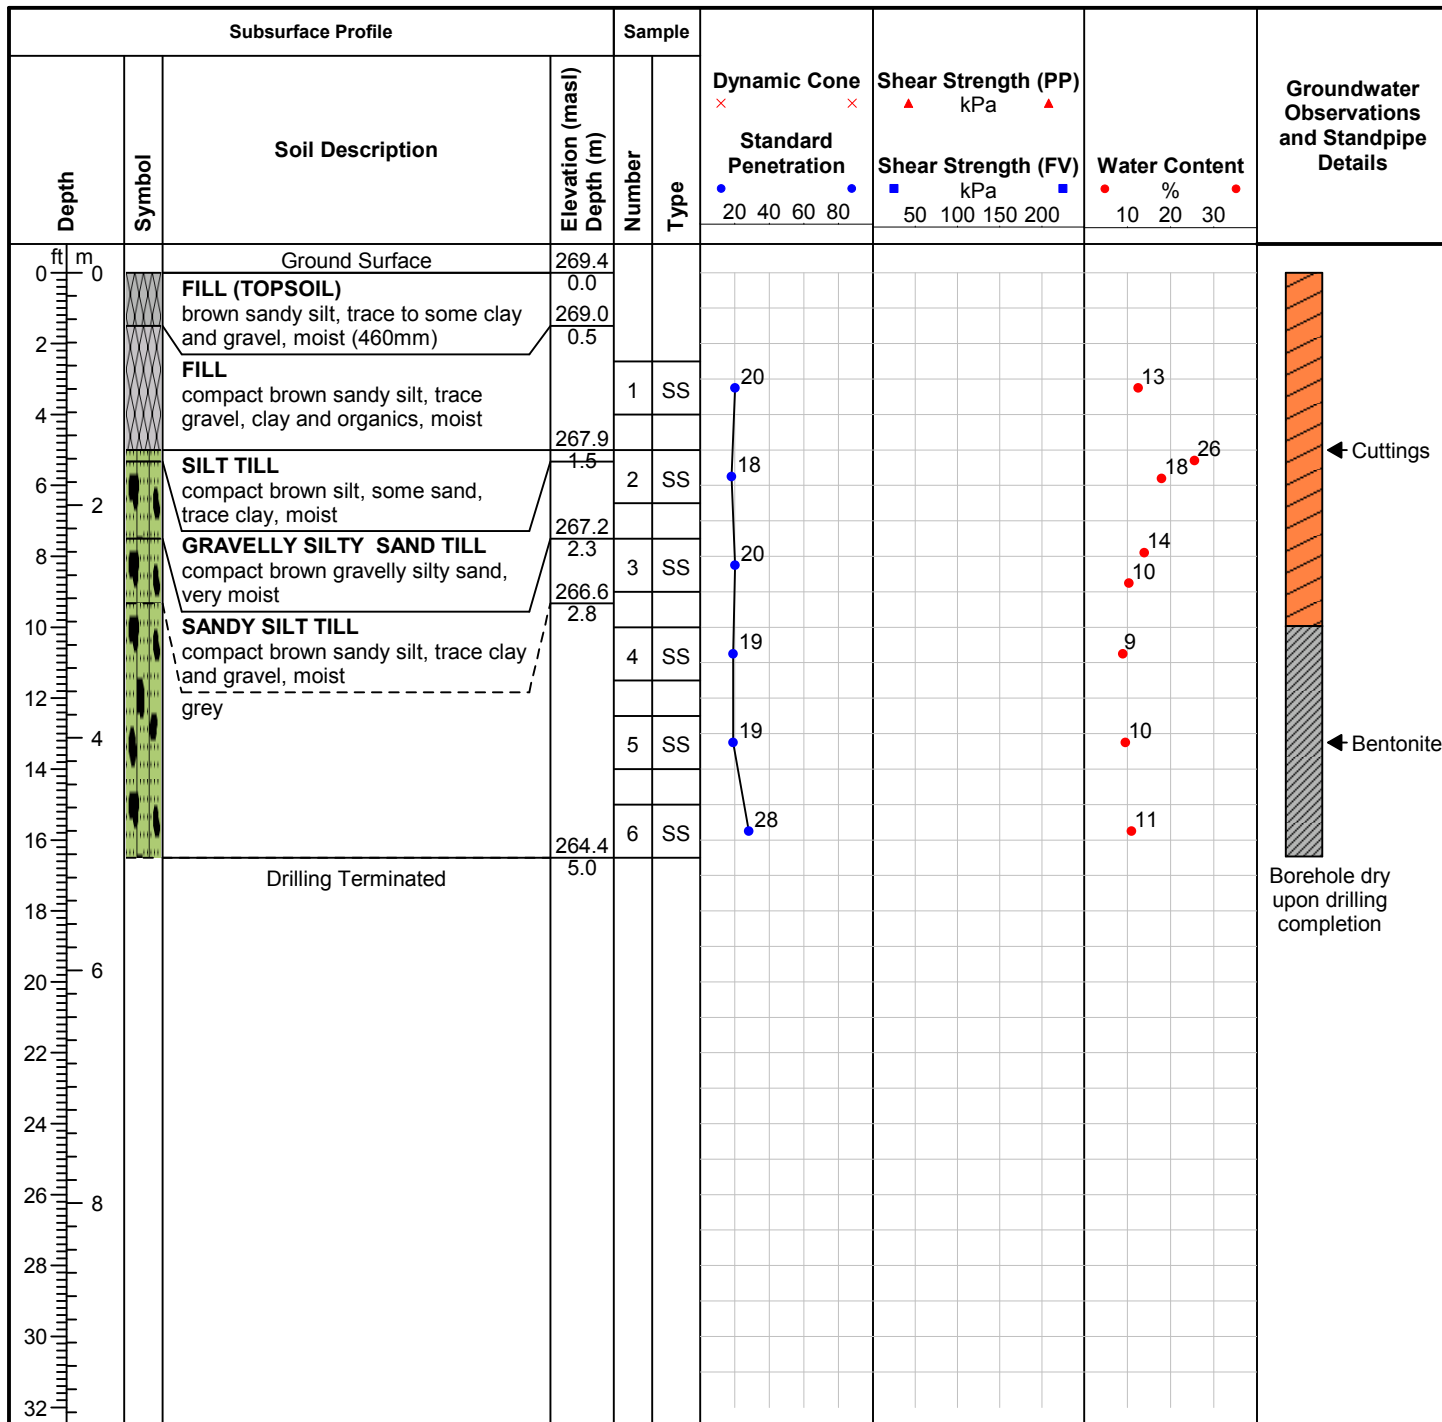 Subsurface Profile
Sample
Depth
Symbol
Soil Description
Elevation (masl)
Depth (m)
Number
Type
Dynamic Cone
Standard
Penetration
20 40 60 80
Shear Strength (PP)
kPa
Shear Strength (FV)
kPa
50 100 150 200
Water Content
%
10 20 30
Groundwater
Observations
and Standpipe
Details
ft m
0 0
2
4
6
2
8
10
12
4
14
16
18
6
20
22
24
26
8
28
30
32
Ground Surface
269.4
0.0
FILL (TOPSOIL)
brown sandy silt, trace to some clay
and gravel, moist (460mm)
269.0
0.5
FILL
compact brown sandy silt, trace
gravel, clay and organics, moist
267.9
1.5
SILT TILL
compact brown silt, some sand,
trace clay, moist
267.2
2.3
GRAVELLY SILTY SAND TILL
compact brown gravelly silty sand,
very moist
266.6
2.8
SANDY SILT TILL
compact brown sandy silt, trace clay
and gravel, moist
grey
264.4
5.0
Drilling Terminated
1 SS
2 SS
3 SS
4 SS
5 SS
6 SS
20
18
20
19
19
28
13
26
18
14
10
9
10
11
Cuttings
Bentonite
Borehole dry
upon drilling
completion